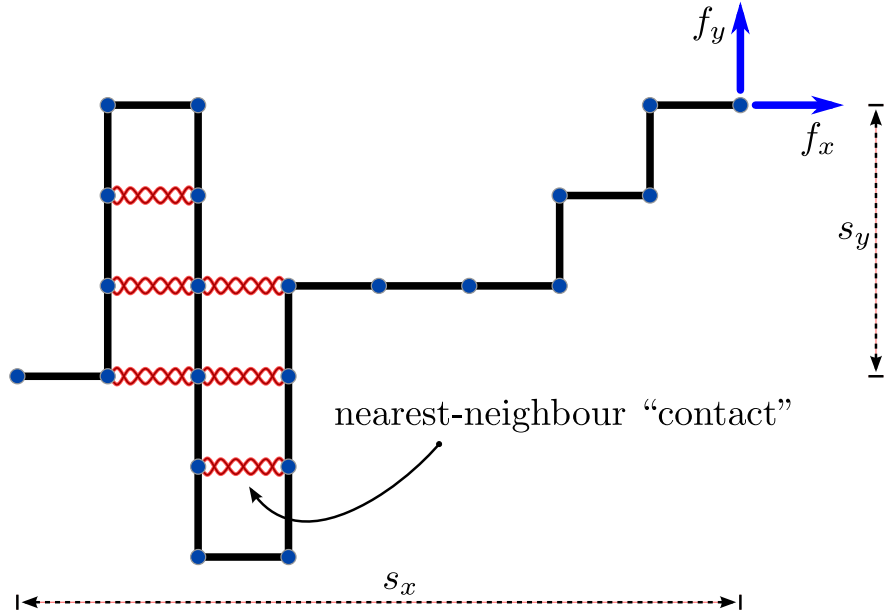 f_y
f_x
s_y
nearest-neighbour “contact”
s_x